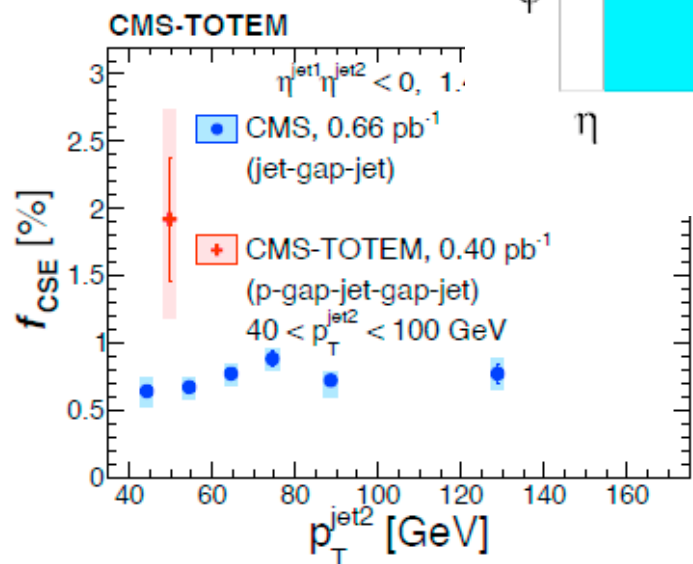 CMS-TOTEM
φ
η
η^jet1 η^jet2 < 0, 1.
CMS, 0.66 pb^-1
(jet-gap-jet)
CMS-TOTEM, 0.40 pb^-1
(p-gap-jet-gap-jet)
40 < p_T^jet2 < 100 GeV
f_CSE [%]
3
2.5
2
1.5
1
0.5
0
40 60 80 100 120 140 160
p_T^jet2 [GeV]